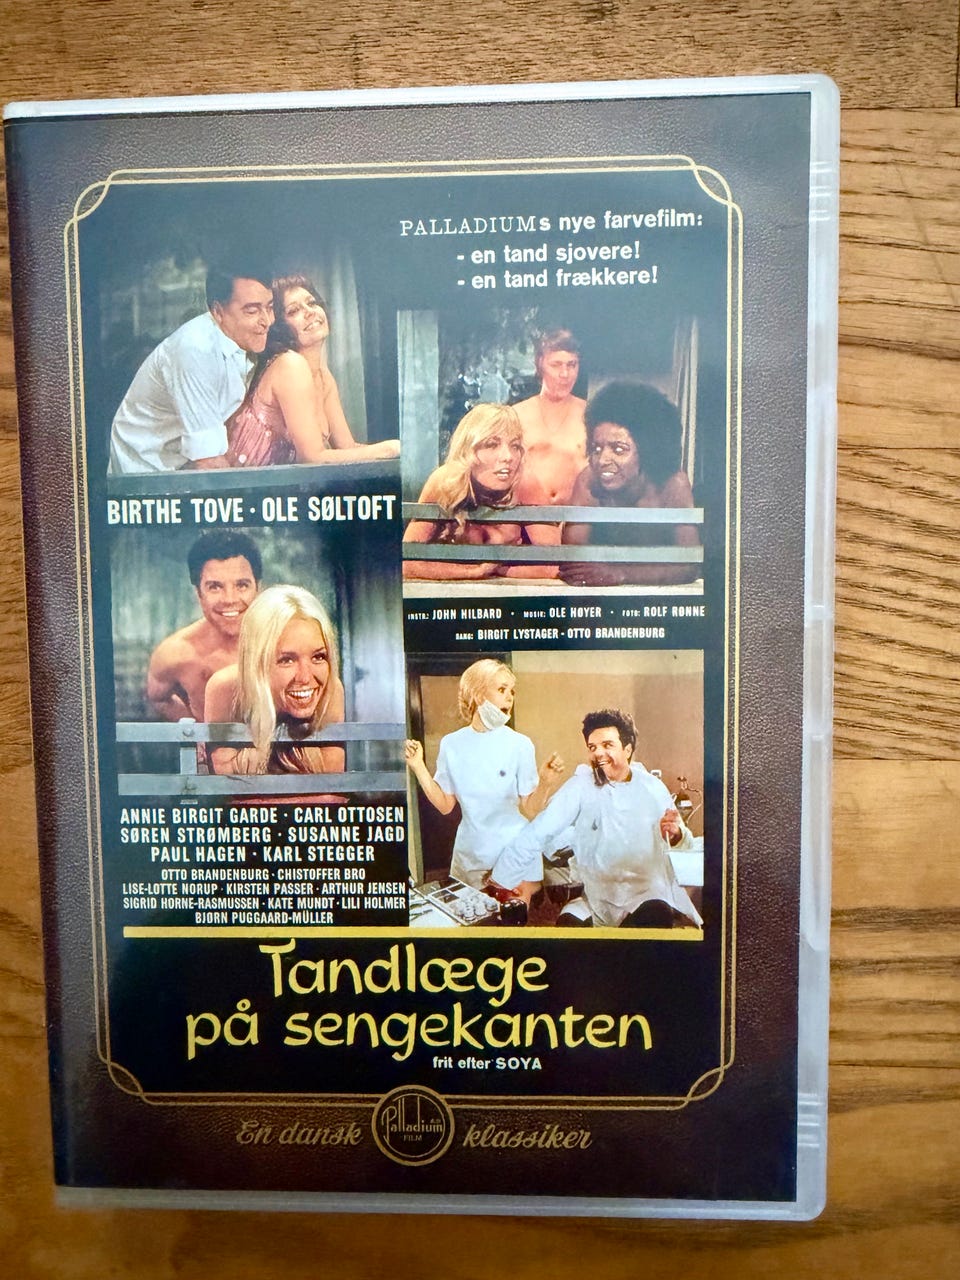 PALLADIUMs nye farvefilm:
- en tand sjovere!
- en tand frækkere!
BIRTHE TOVE · OLE SØLTOFT
INSTR.: JOHN HILBARD · MUSIK: OLE HØYER · FOTO: ROLF RØNNE
SANG: BIRGIT LYSTAGER - OTTO BRANDENBURG
ANNIE BIRGIT GARDE · CARL OTTOSEN
SØREN STRØMBERG · SUSANNE JAGD
PAUL HAGEN · KARL STEGGER
OTTO BRANDENBURG · CHISTOFFER BRO
LISE-LOTTE NORUP · KIRSTEN PASSER · ARTHUR JENSEN
SIGRID HORNE-RASMUSSEN · KATE MUNDT · LILI HOLMER
BJØRN PUGGAARD-MÜLLER
Tandlæge
på sengekanten
frit efter SOYA
En dansk Palladium FILM klassiker